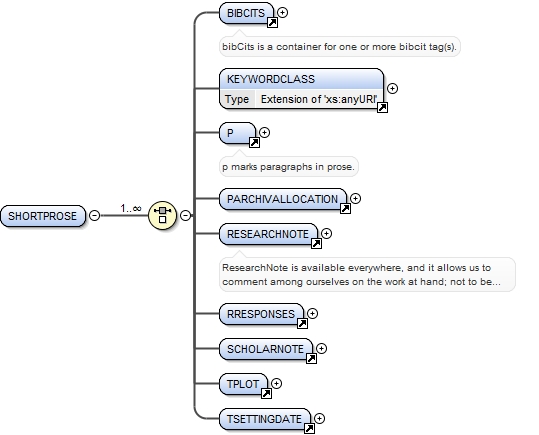 BIBCITS
bibCits is a container for one or more bibcit tag(s).
KEYWORDCLASS
Type Extension of 'xs:anyURI'
P
p marks paragraphs in prose.
PARCHIVALLOCATION
SHORTPROSE
1..∞
RESEARCHNOTE
ResearchNote is available everywhere, and it allows us to
comment among ourselves on the work at hand; not to be...
RRESPONSES
SCHOLARNOTE
TPLOT
TSETTINGDATE